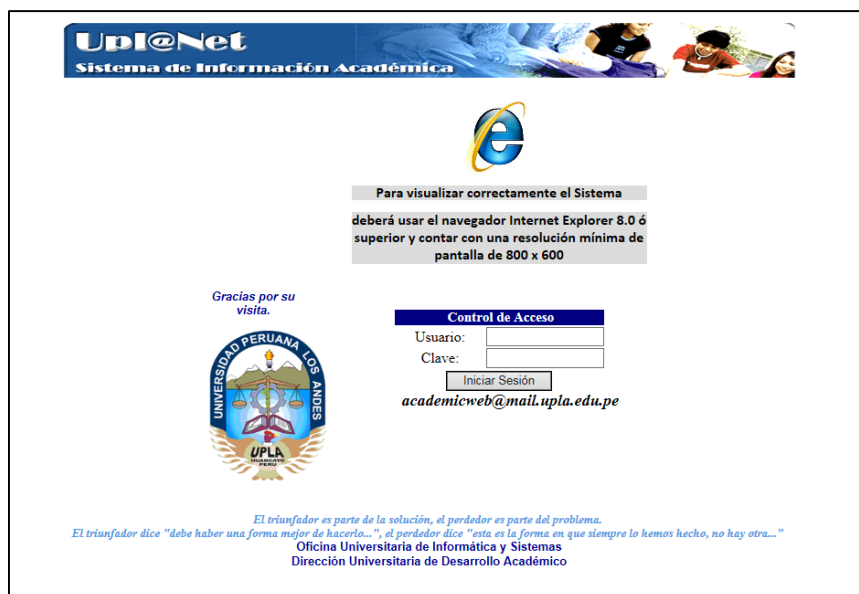 Upl@Net
Sistema de Información Académica
Para visualizar correctamente el Sistema
deberá usar el navegador Internet Explorer 8.0 ó
superior y contar con una resolución mínima de
pantalla de 800 x 600
Gracias por su
visita.
UNIVERSIDAD PERUANA LOS ANDES
UPLA
HUANCAYO
PERU
Control de Acceso
Usuario:
Clave:
Iniciar Sesión
academicweb@mail.upla.edu.pe
El triunfador es parte de la solución, el perdedor es parte del problema.
El triunfador dice "debe haber una forma mejor de hacerlo...", el perdedor dice "esta es la forma en que siempre lo hemos hecho, no hay otra..."
Oficina Universitaria de Informática y Sistemas
Dirección Universitaria de Desarrollo Académico